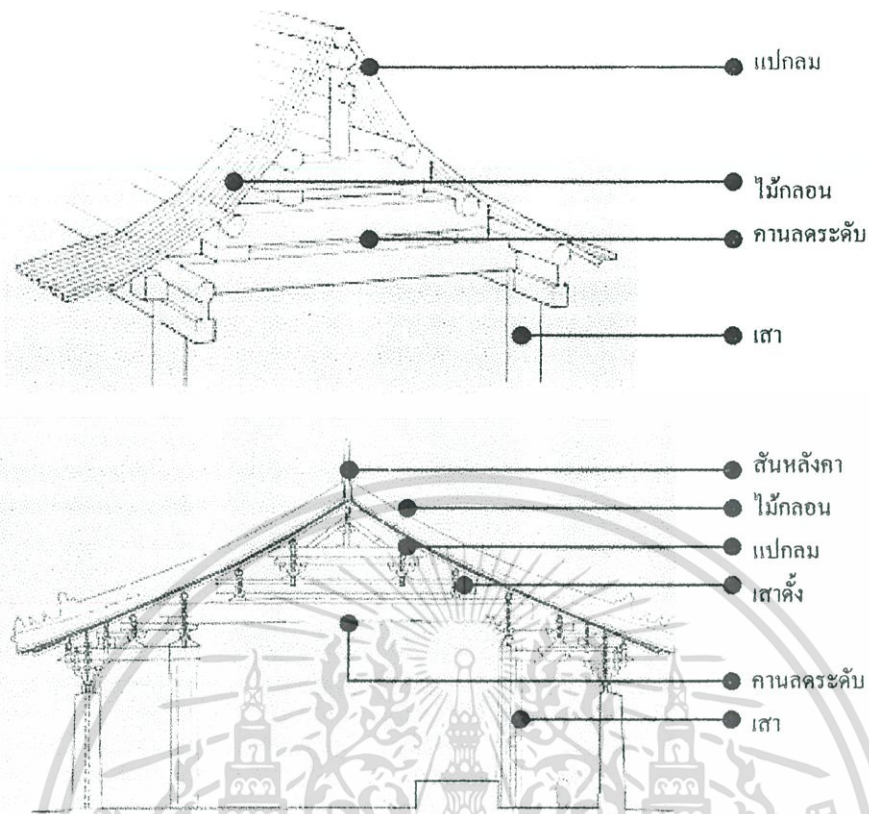 แปกลม
ไม้กลอน
คานลดระดับ
เสา
สันหลังคา
ไม้กลอน
แปกลม
เสาดั้ง
คานลดระดับ
เสา